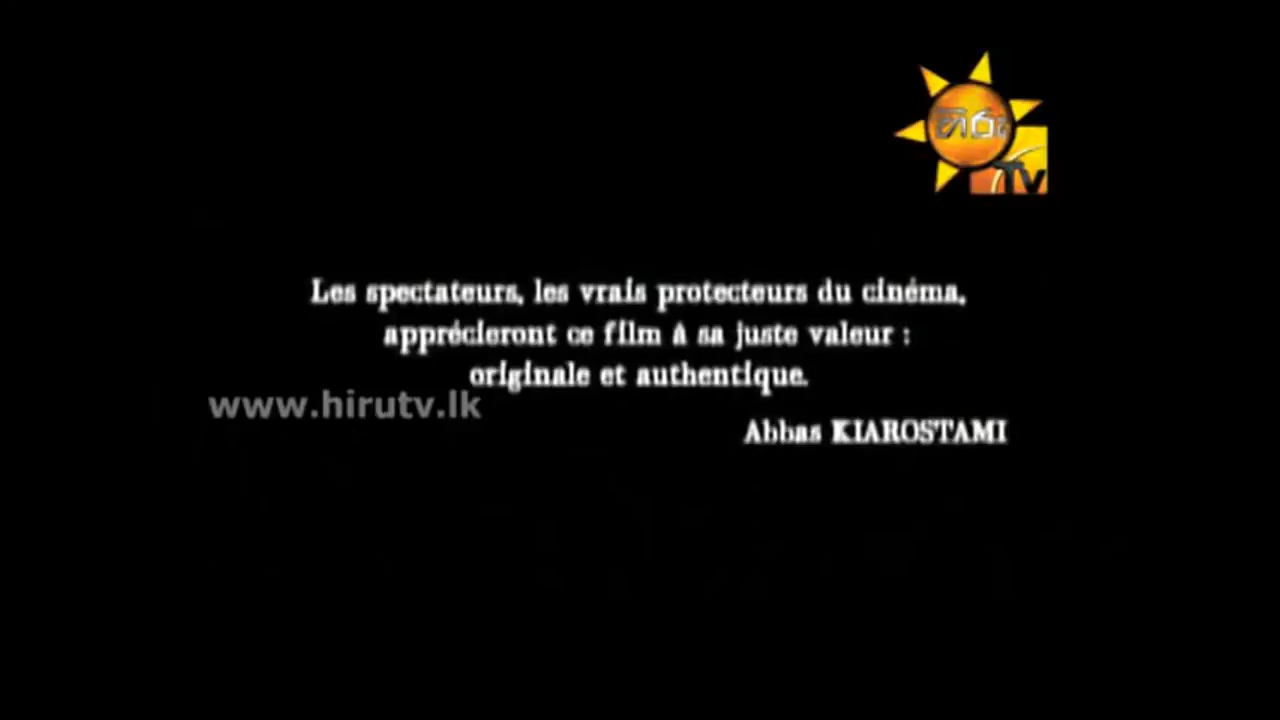 හිරු
TV
Les spectateurs, les vrais protecteurs du cinéma,
apprécieront ce film à sa juste valeur :
originale et authentique.
www.hirutv.lk
Abbas KIAROSTAMI